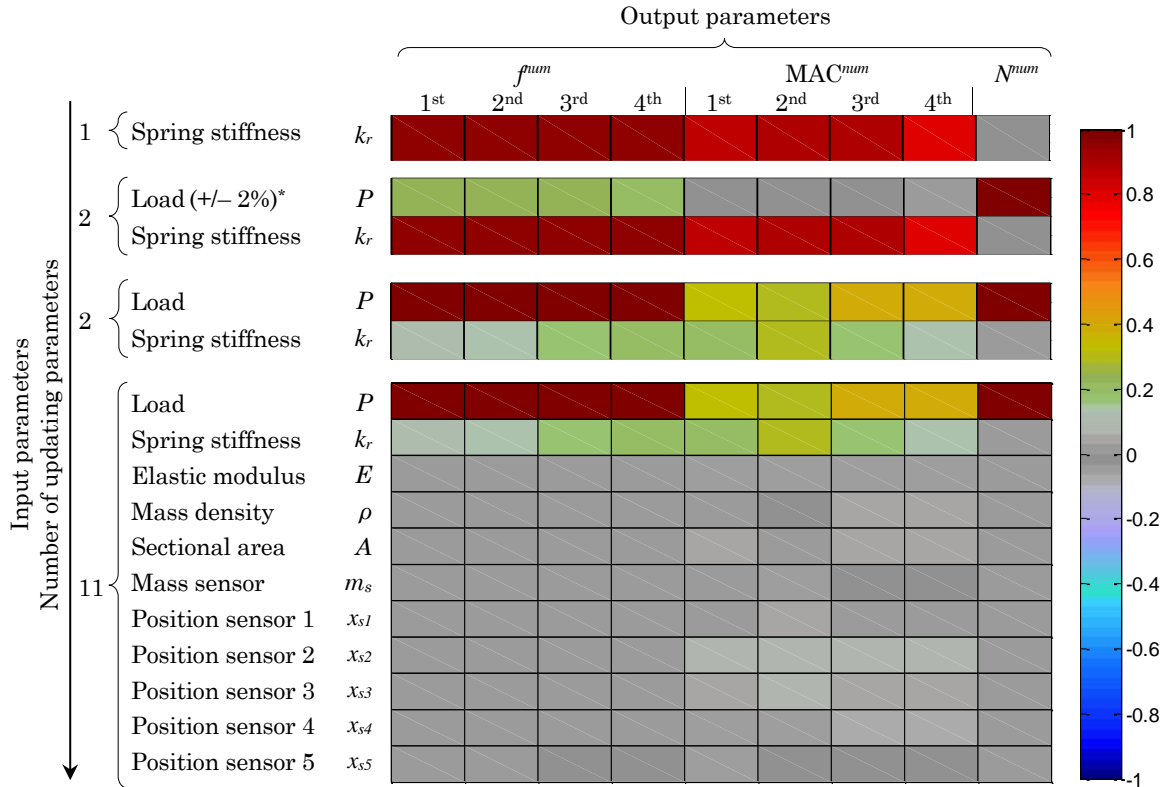 Output parameters
f^num MAC^num N^num
1st 2nd 3rd 4th 1st 2nd 3rd 4th
Input parameters
Number of updating parameters
1 Spring stiffness k_r
2
Load (+/– 2%)* P
Spring stiffness k_r
2
Load P
Spring stiffness k_r
11
Load P
Spring stiffness k_r
Elastic modulus E
Mass density ρ
Sectional area A
Mass sensor m_s
Position sensor 1 x_s1
Position sensor 2 x_s2
Position sensor 3 x_s3
Position sensor 4 x_s4
Position sensor 5 x_s5
1
0.8
0.6
0.4
0.2
0
-0.2
-0.4
-0.6
-0.8
-1